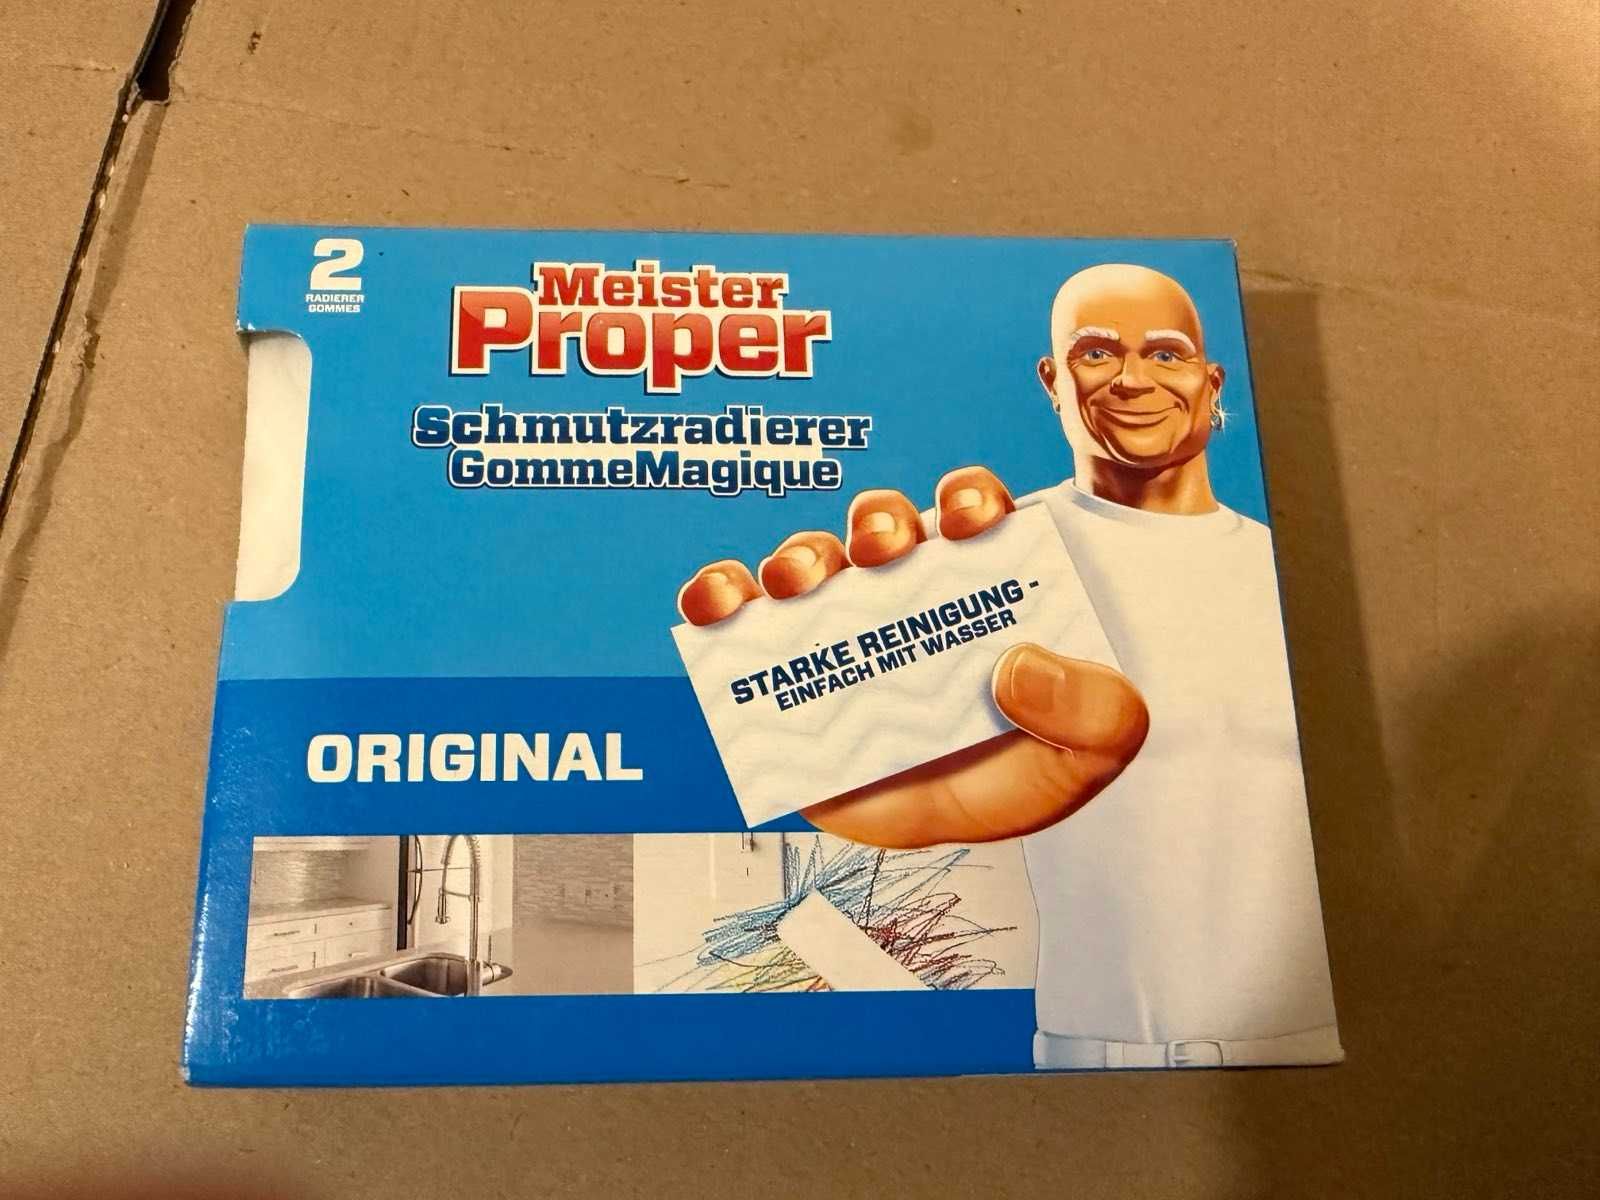 2
RADIERER
GOMMES
Meister
Proper
Schmutzradierer
GommeMagique
STARKE REINIGUNG -
EINFACH MIT WASSER
ORIGINAL